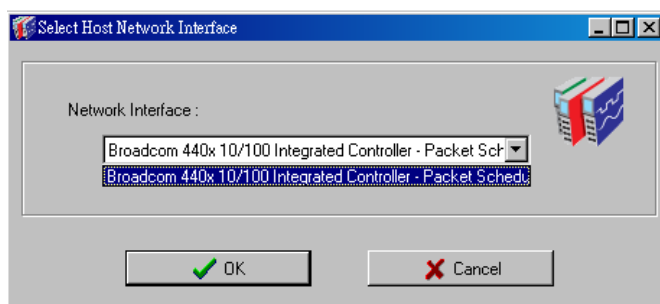 Select Host Network Interface
Network Interface :
Broadcom 440x 10/100 Integrated Controller - Packet Sch
Broadcom 440x 10/100 Integrated Controller - Packet Schedu
OK
Cancel